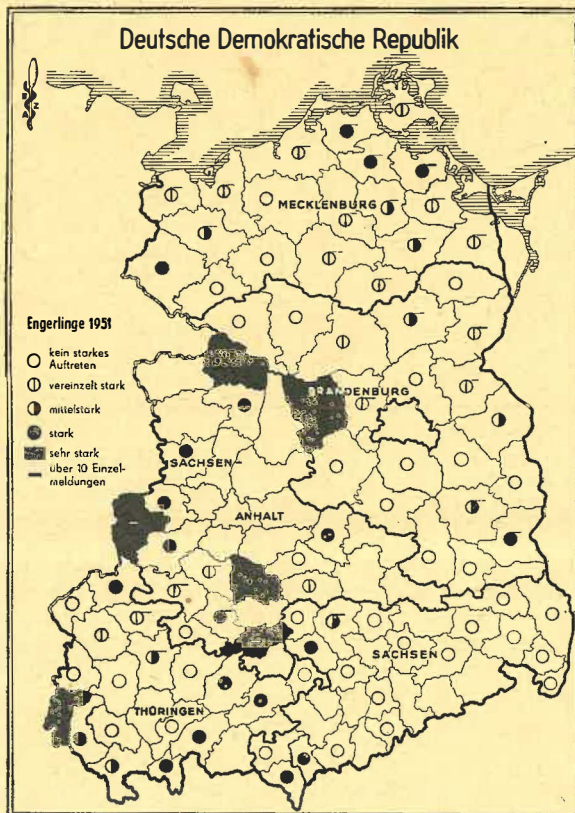 Deutsche Demokratische Republik
N
MECKLENBURG
Engerlinge 1951
kein starkes
Auftreten
vereinzelt stark
mittelstark
stark
sehr stark
über 10 Einzel-
meldungen
BRANDENBURG
SACHSEN-
ANHALT
SACHSEN
THÜRINGEN